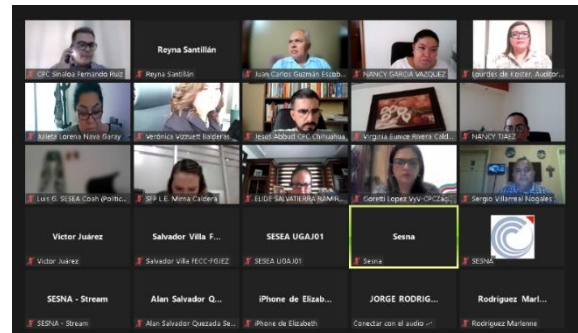 CPC Sinaloa Fernando Ruiz
Reyna Santillán
Reyna Santillán
Juan Carlos Guzmán Escob...
NANCY GARCIA VAZQUEZ
Lourdes de Koster, Auditor...
Julieta Lorena Nava Garay
Verónica Vizzuett Balderas
Jesús Abbud CPC Chihuahua
Virginia Eunice Rivera Cald...
NANCY
Luis G. SESEA Coah (Politic...
SFP L.E. Mirna Caldera
ELIDE SALVATIERRA RAMIR...
Goretti Lopez VyV-CPCZac...
Sergio Villarreal Nogales
Victor Juárez
Salvador Villa F...
SESEA UGAJ01
Sesna
Victor Juárez
Salvador Villa FECC-FGJEZ
SESEA UGAJ01
Sesna
SESNA
SESNA - Stream
Alan Salvador Q...
iPhone de Elizab...
JORGE RODRIG...
Rodriguez Marl...
SESNA - Stream
Alan Salvador Quezada Se...
iPhone de Elizabeth
Conectar con el audio
Rodriguez Marlenne